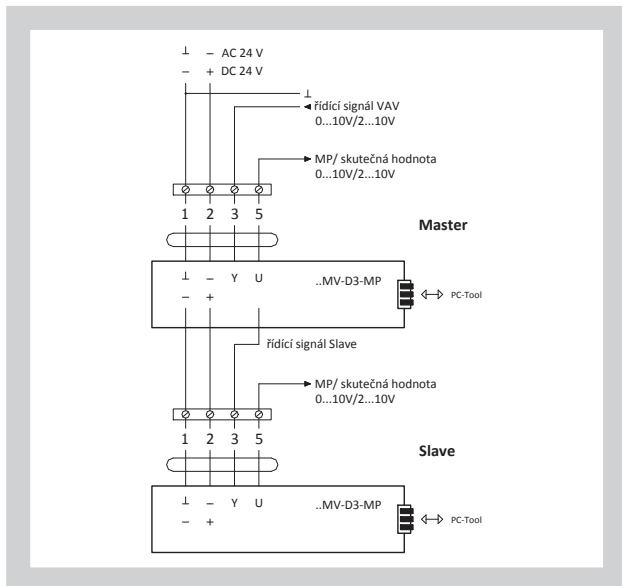 ⊥ – AC 24 V
– + DC 24 V
⊥
řídící signál VAV
0...10V/2...10V
MP/ skutečná hodnota
0...10V/2...10V
1 2 3 5
Master
⊥ – Y U ..MV-D3-MP
– +
PC-Tool
řídící signál Slave
MP/ skutečná hodnota
0...10V/2...10V
1 2 3 5
Slave
⊥ – Y U ..MV-D3-MP
– +
PC-Tool